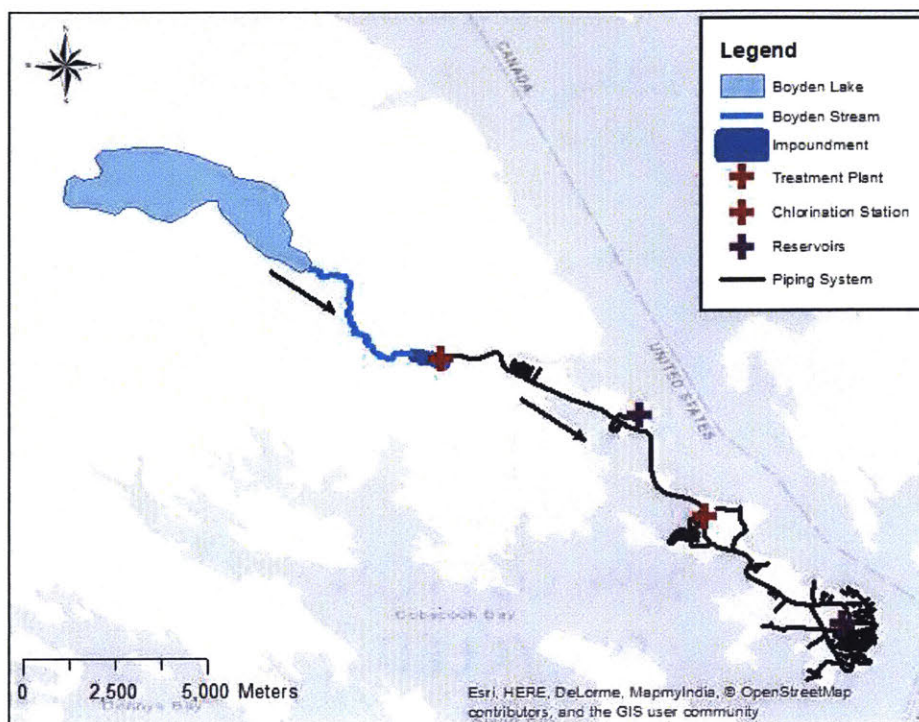 N
CANADA
Legend
Boyden Lake
Boyden Stream
Impoundment
Treatment Plant
Chlorination Station
Reservoirs
Piping System
UNITED STATES
Cobscook Bay
0 2,500 5,000 Meters
Esri, HERE, DeLorme, MapmyIndia, © OpenStreetMap
contributors, and the GIS user community